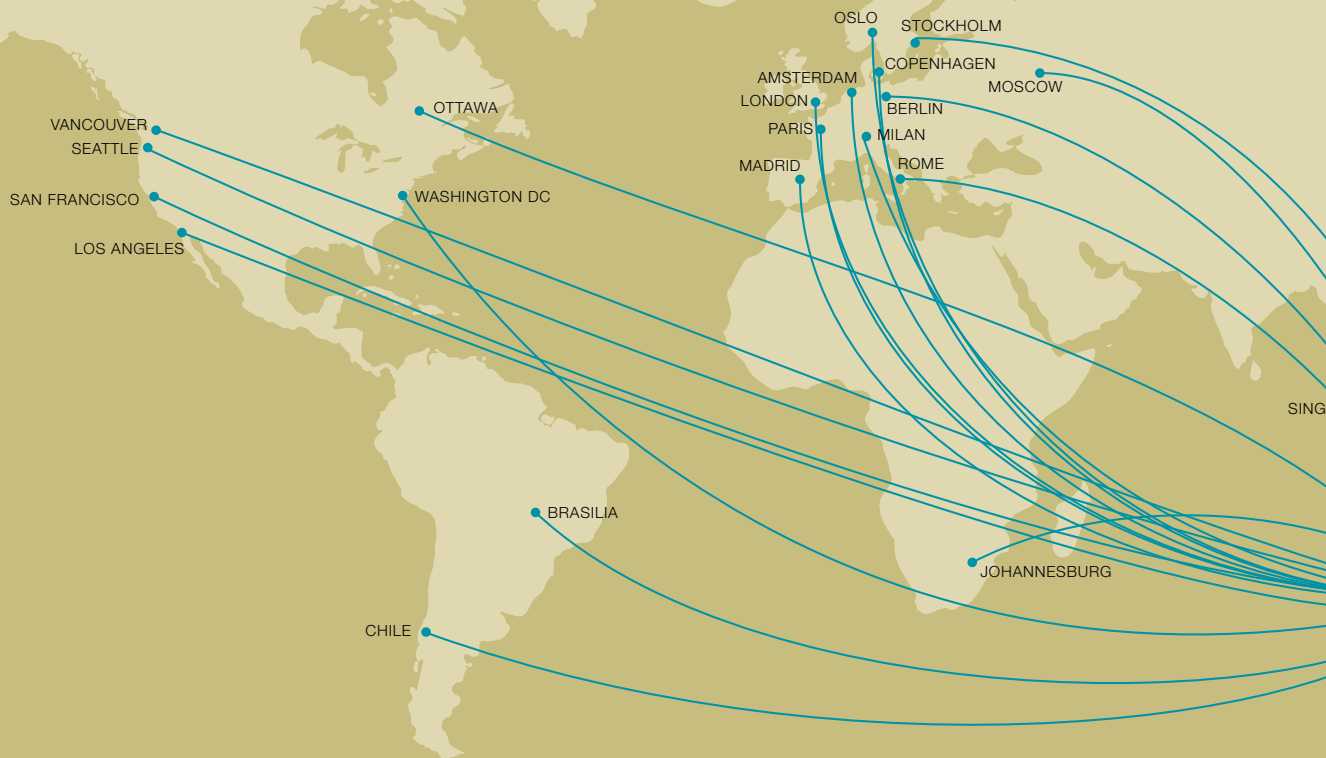 OSLO
STOCKHOLM
COPENHAGEN
AMSTERDAM
MOSCOW
LONDON
BERLIN
OTTAWA
VANCOUVER
PARIS
MILAN
SEATTLE
MADRID
ROME
SAN FRANCISCO
WASHINGTON DC
LOS ANGELES
SING
BRASILIA
JOHANNESBURG
CHILE